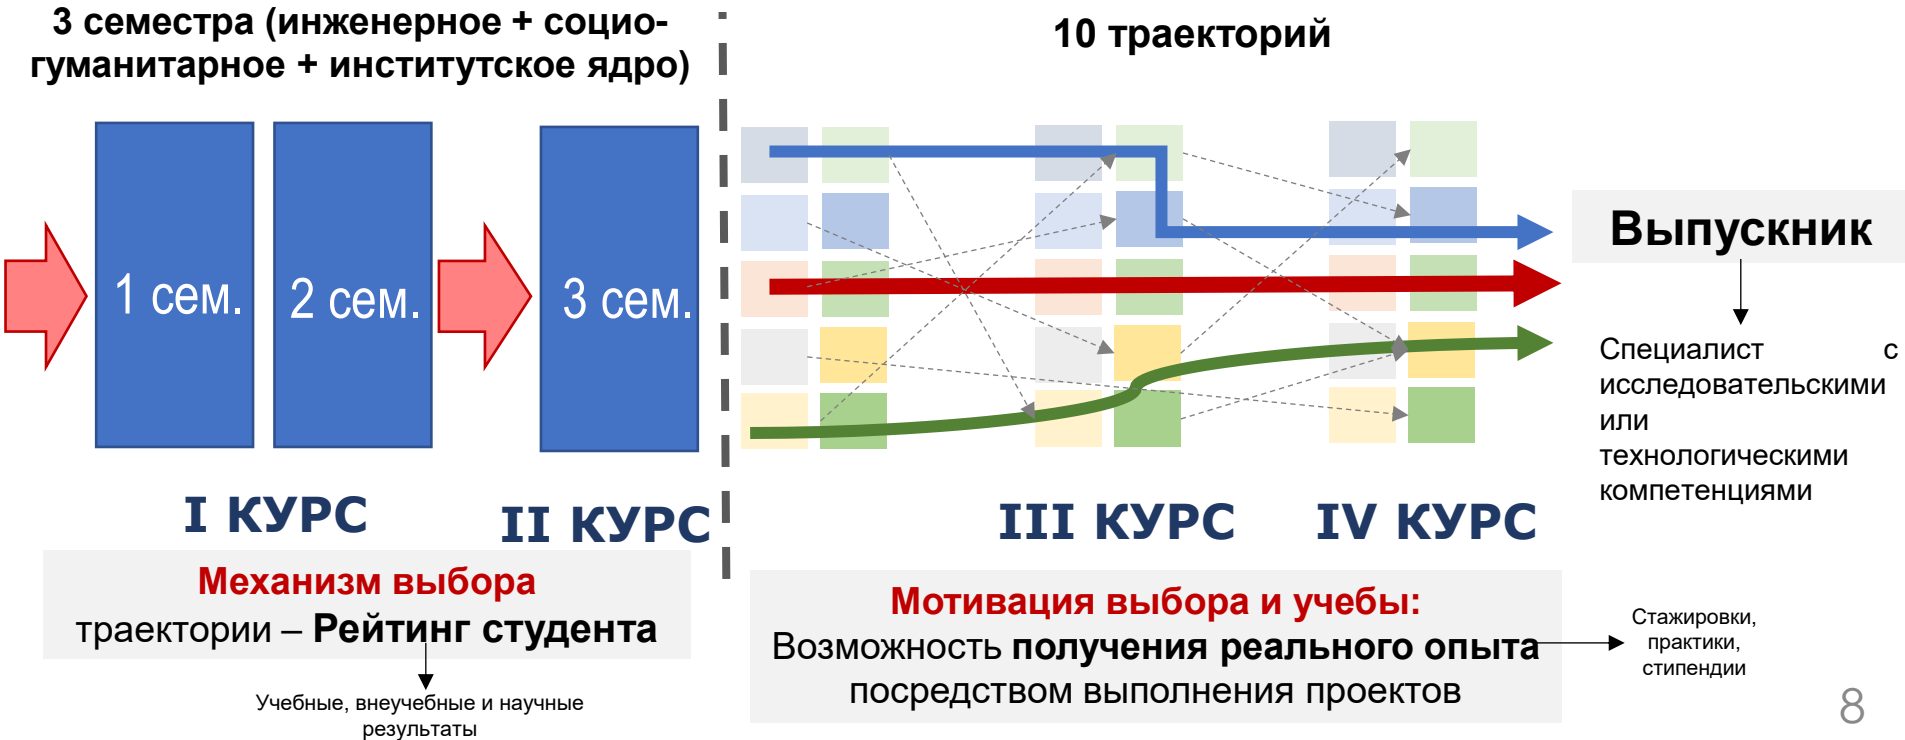 3 семестра (инженерное + социо-
гуманитарное + институтское ядро)
10 траекторий
1 сем.
2 сем.
3 сем.
I КУРС
II КУРС
III КУРС
IV КУРС
Выпускник
Специалист с
исследовательскими
или
технологическими
компетенциями
Механизм выбора
траектории – Рейтинг студента
Учебные, внеучебные и научные
результаты
Мотивация выбора и учебы:
Возможность получения реального опыта
посредством выполнения проектов
Стажировки,
практики,
стипендии
8